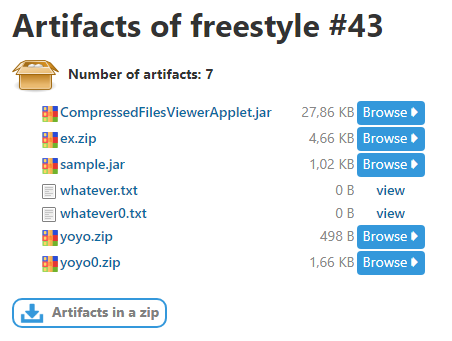 Artifacts of freestyle #43
Number of artifacts: 7
CompressedFilesViewerApplet.jar 27,86 KB Browse
ex.zip 4,66 KB Browse
sample.jar 1,02 KB Browse
whatever.txt 0 B view
whatever0.txt 0 B view
yoyo.zip 498 B Browse
yoyo0.zip 1,66 KB Browse
Artifacts in a zip